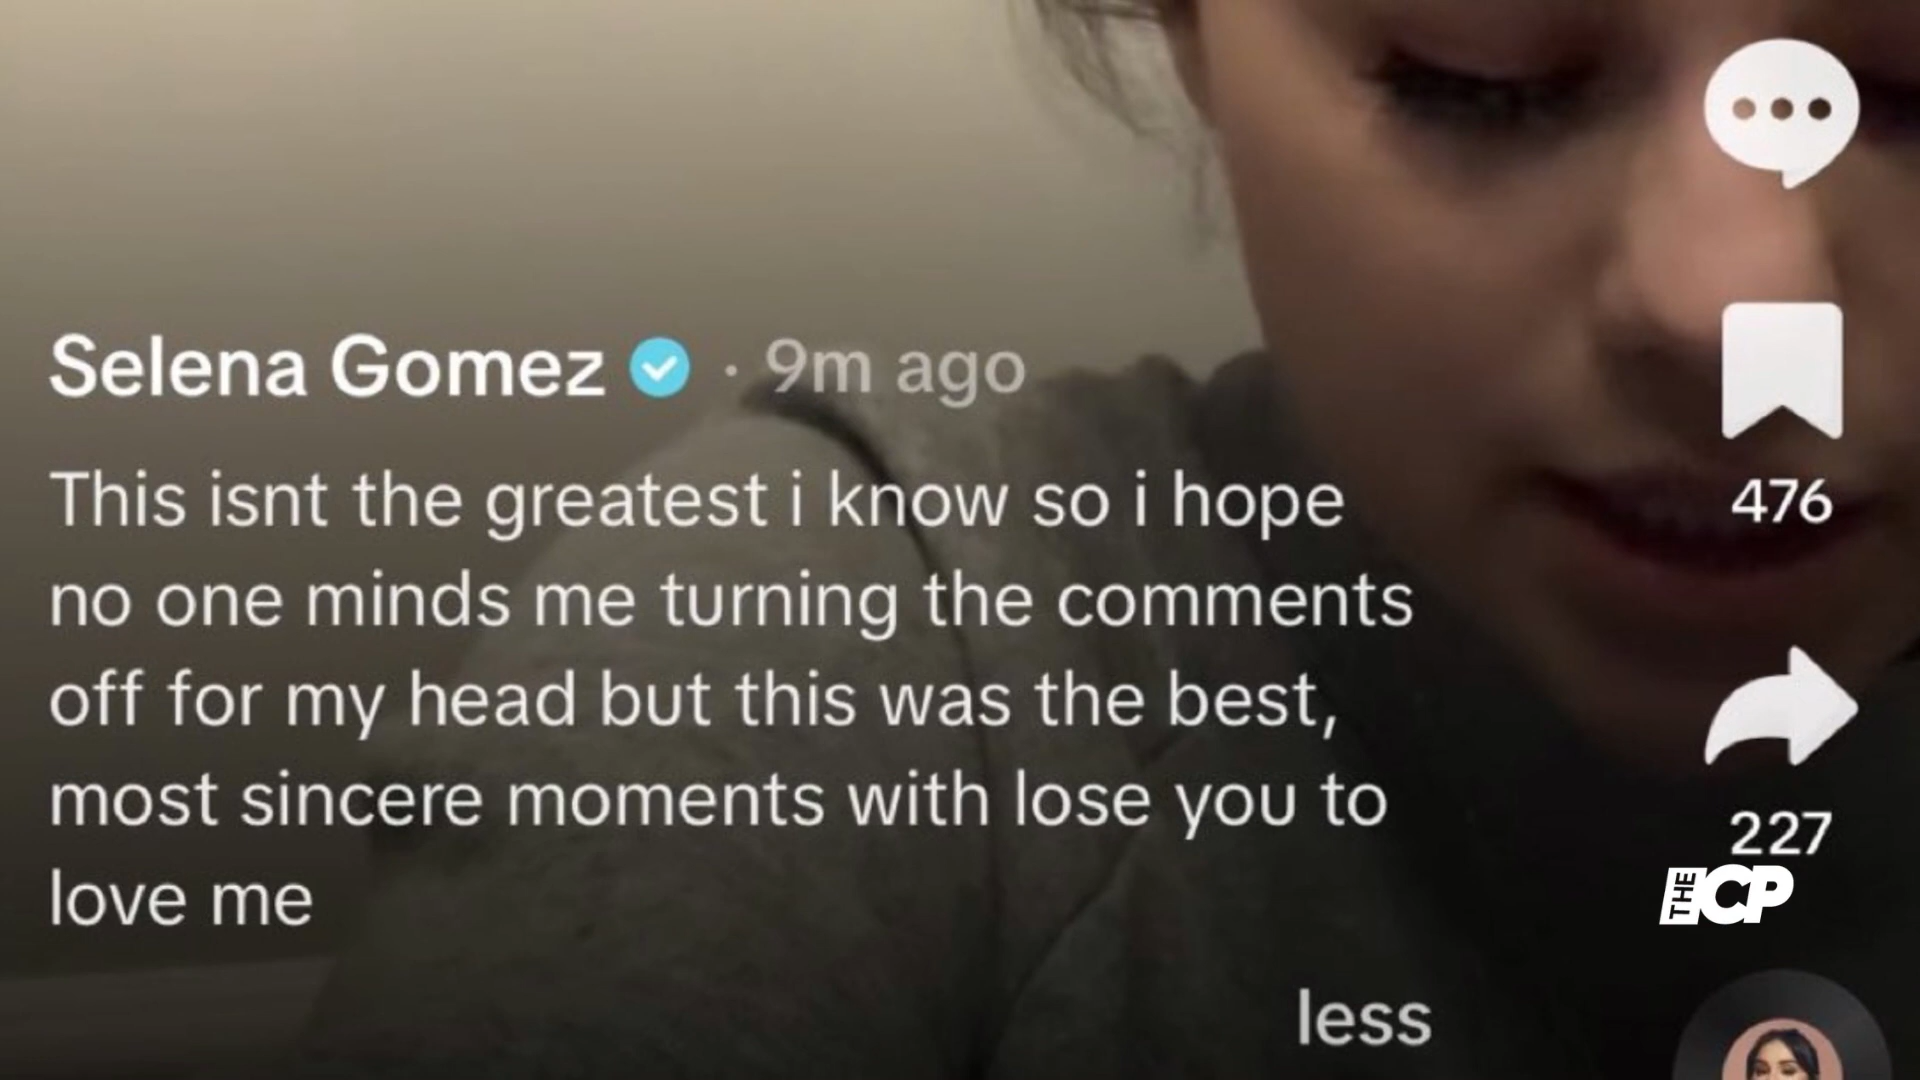 Selena Gomez · 9m ago
This isnt the greatest i know so i hope
no one minds me turning the comments
off for my head but this was the best,
most sincere moments with lose you to
love me
less
476
227
THE ICP